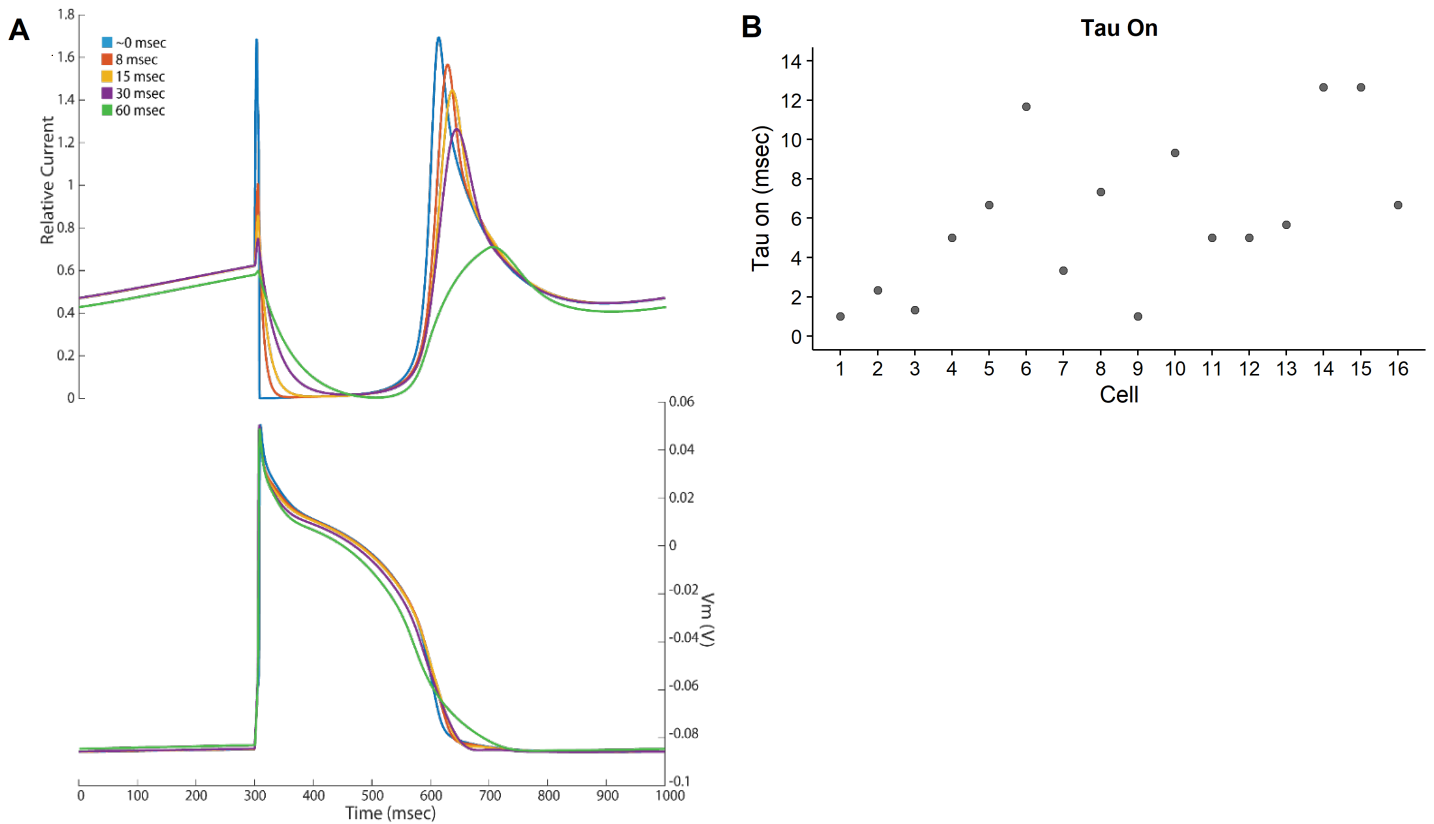 A
1.8
1.6
1.4
1.2
1
0.8
0.6
0.4
0.2
0
Relative Current
~0 msec
8 msec
15 msec
30 msec
60 msec
0.06
0.04
0.02
0
-0.02
-0.04
-0.06
-0.08
-0.1
Vm (V)
0 100 200 300 400 500 600 700 800 900 1000
Time (msec)
B
Tau On
14
12
10
8
6
4
2
0
Tau on (msec)
1 2 3 4 5 6 7 8 9 10 11 12 13 14 15 16
Cell